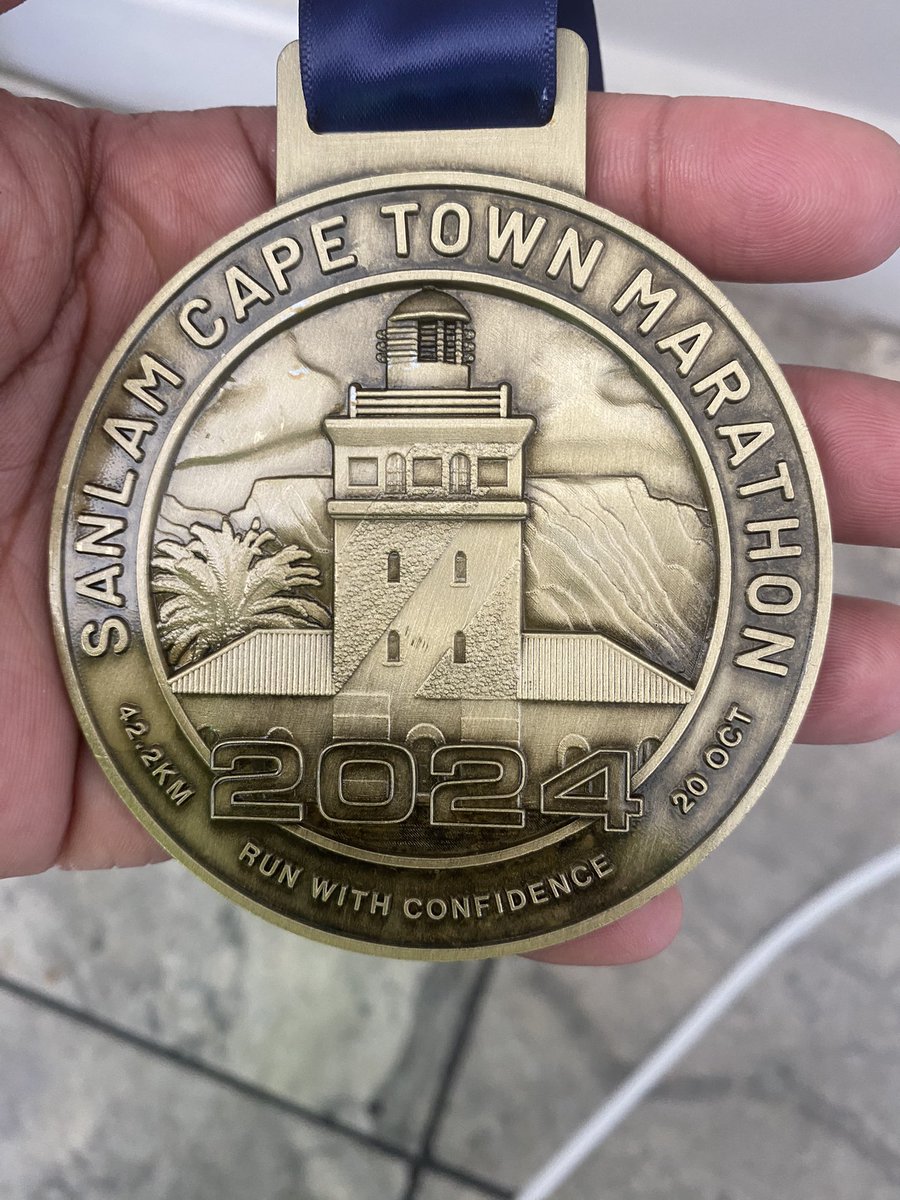 SANLAM CAPE TOWN MARATHON
42.2KM
2024
20 OCT
RUN WITH CONFIDENCE